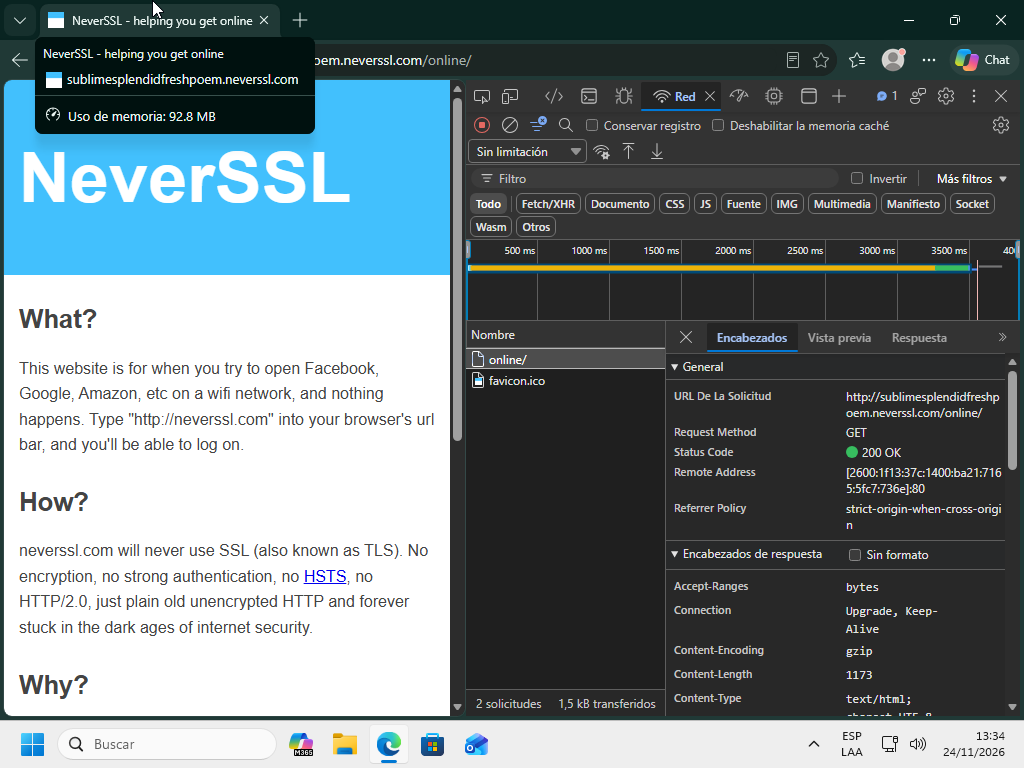 NeverSSL - helping you get online
NeverSSL - helping you get online
sublimesplendidfreshpoem.neverssl.com
Uso de memoria: 92.8 MB
oem.neverssl.com/online/
Chat
NeverSSL
What?
This website is for when you try to open Facebook,
Google, Amazon, etc on a wifi network, and nothing
happens. Type "http://neverssl.com" into your browser's url
bar, and you'll be able to log on.
How?
neverssl.com will never use SSL (also known as TLS). No
encryption, no strong authentication, no HSTS, no
HTTP/2.0, just plain old unencrypted HTTP and forever
stuck in the dark ages of internet security.
Why?
Red
1
Conservar registro
Deshabilitar la memoria caché
Sin limitación
Filtro
Invertir
Más filtros
Todo
Fetch/XHR
Documento
CSS
JS
Fuente
IMG
Multimedia
Manifiesto
Socket
Wasm
Otros
500 ms
1000 ms
1500 ms
2000 ms
2500 ms
3000 ms
3500 ms
400
Nombre
online/
favicon.ico
2 solicitudes
1,5 kB transferidos
Encabezados
Vista previa
Respuesta
General
URL De La Solicitud
http://sublimesplendidfreshp
oem.neverssl.com/online/
Request Method
GET
Status Code
200 OK
Remote Address
[2600:1f13:37c:1400:ba21:716
5:5fc7:736e]:80
Referrer Policy
strict-origin-when-cross-origi
n
Encabezados de respuesta
Sin formato
Accept-Ranges
bytes
Connection
Upgrade, Keep-
Alive
Content-Encoding
gzip
Content-Length
1173
Content-Type
text/html;
charset=UTF-8
Buscar
M365
ESP
LAA
13:34
24/11/2026